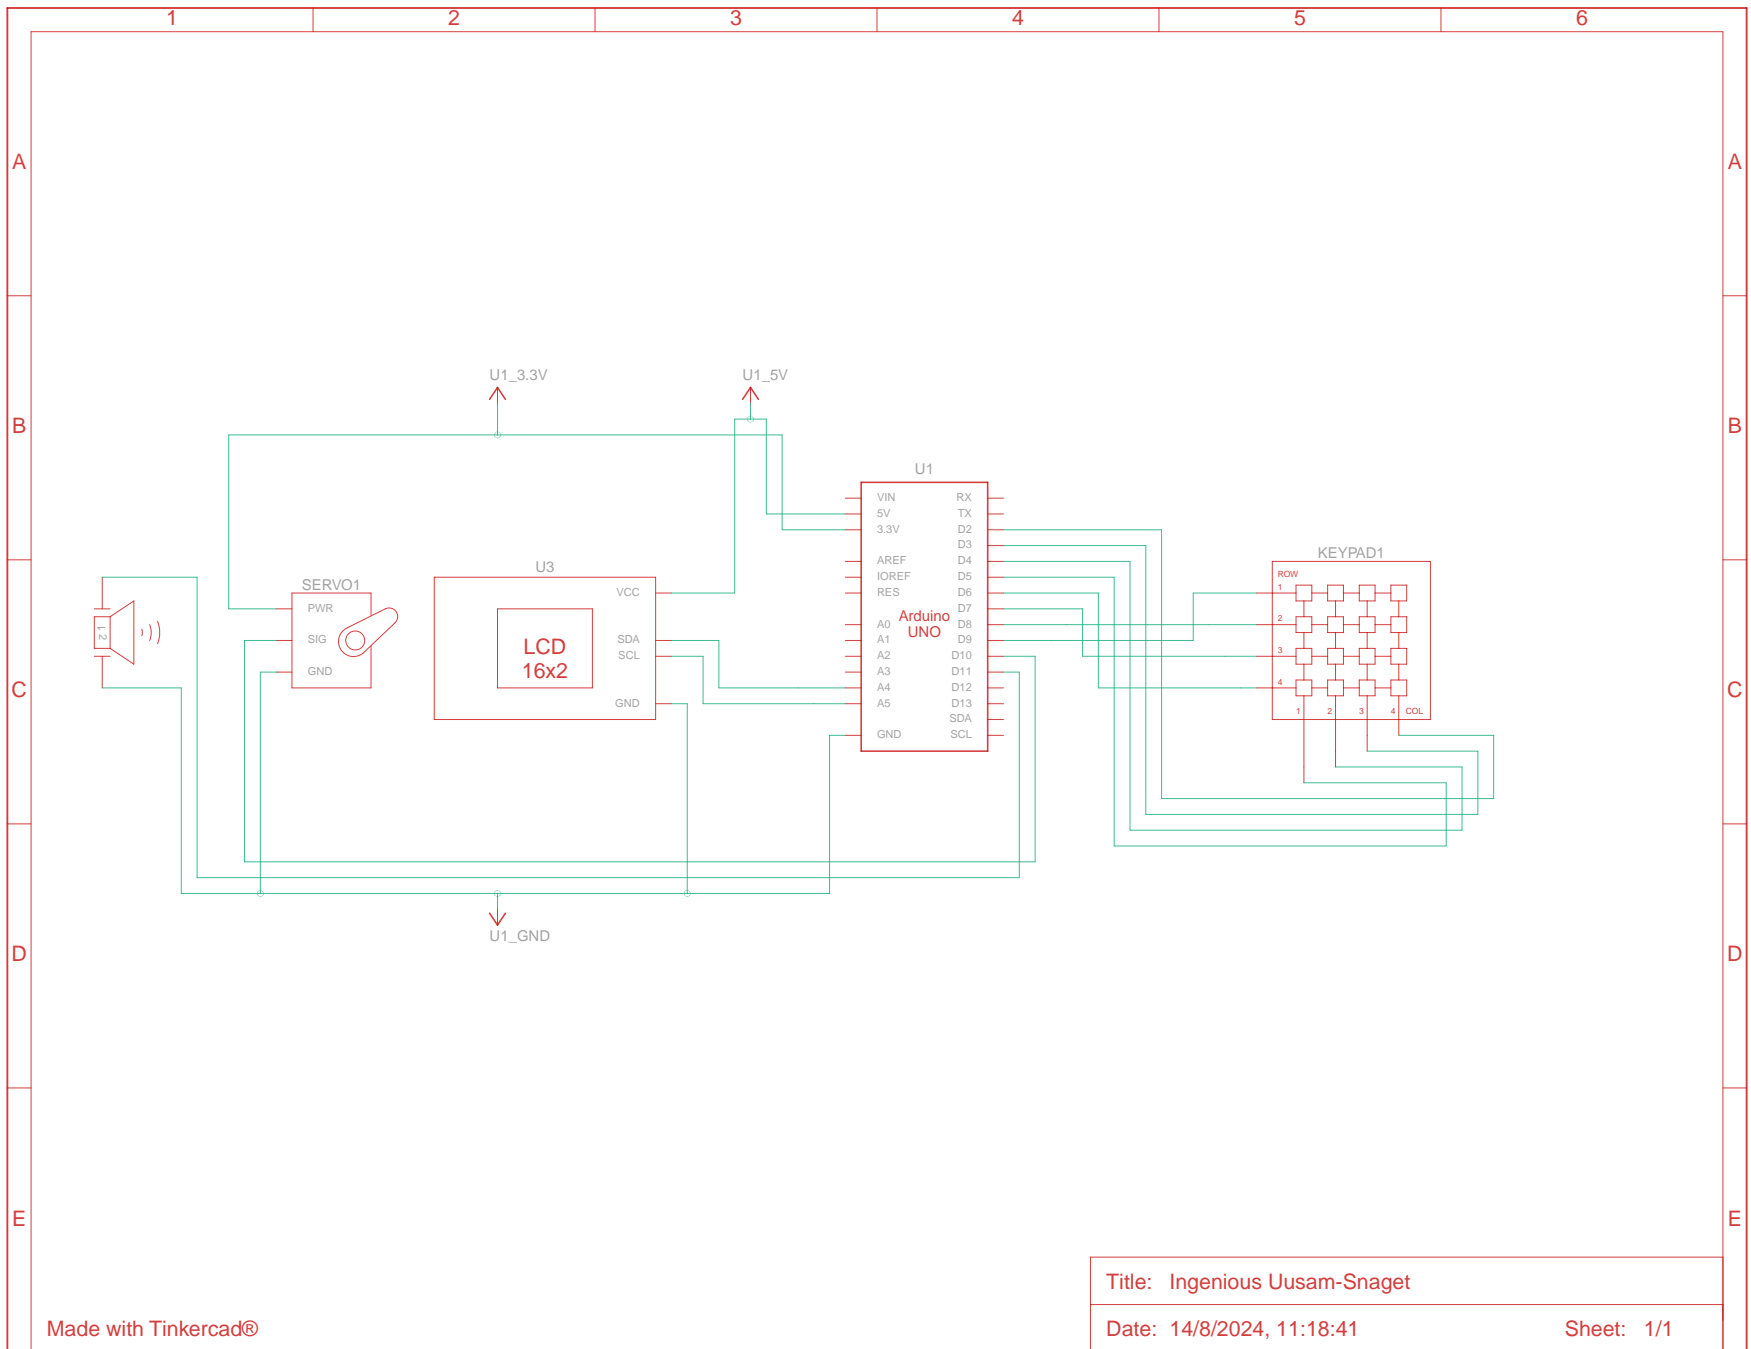 1 2 3 4 5 6
A A
U1_3.3V U1_5V
B B
U1
VIN RX
5V TX
3.3V D2
D3
AREF D4
IOREF D5
RES D6
D7
A0 D8
A1 D9
A2 D10
A3 D11
A4 D12
A5 D13
SDA
GND SCL
Arduino
UNO
KEYPAD1
ROW
1
2
3
4
1 2 3 4 COL
U3
VCC
SDA
SCL
GND
LCD
16x2
SERVO1
PWR
SIG
GND
C C
U1_GND
D D
E E
Title: Ingenious Uusam-Snaget
Made with Tinkercad®
Date: 14/8/2024, 11:18:41 Sheet: 1/1